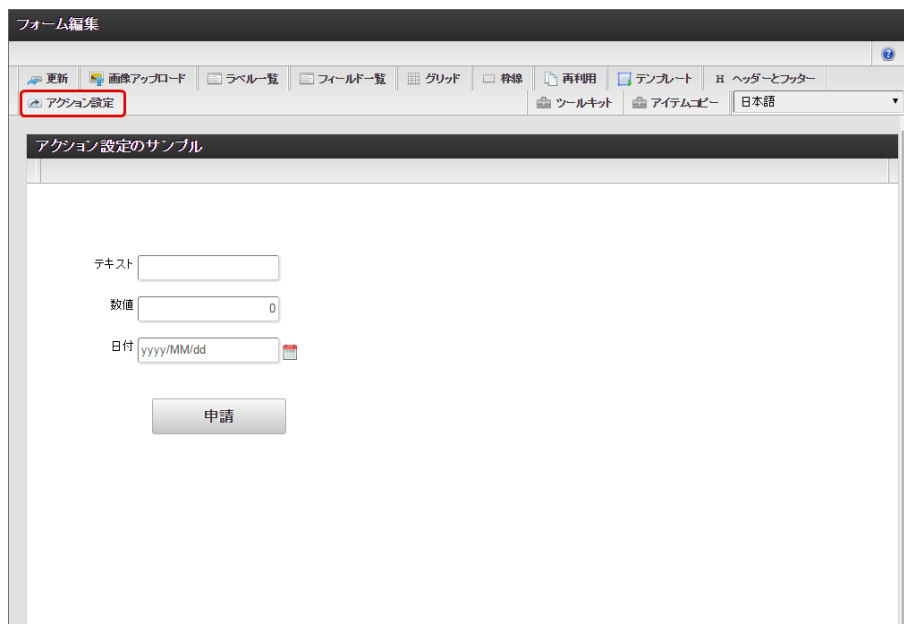 フォーム編集
更新 画像アップロード ラベル一覧 フィールド一覧 グリッド 枠線 再利用 テンプレート H ヘッダーとフッター
アクション設定 ツールキット アイテムコピー 日本語
アクション設定のサンプル
テキスト
数値 0
日付 yyyy/MM/dd
申請